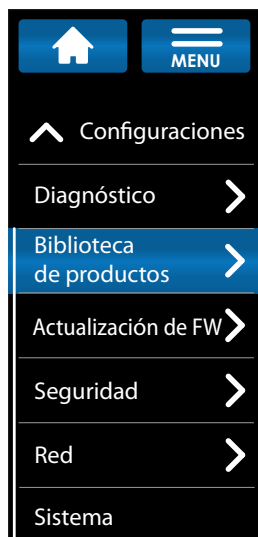 MENU
Configuraciones
Diagnóstico
Biblioteca
de productos
Actualización de FW
Seguridad
Red
Sistema